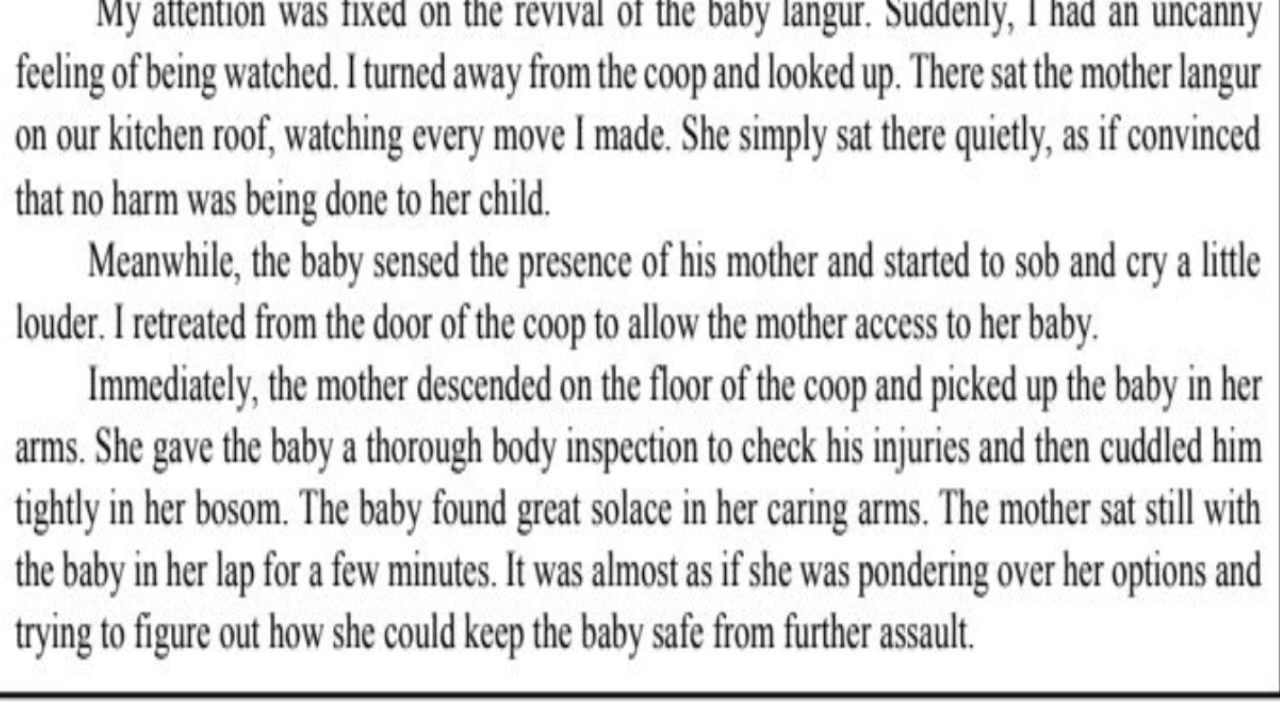 My attention was fixed on the revival of the baby langur. Suddenly, I had an uncanny
feeling of being watched. I turned away from the coop and looked up. There sat the mother langur
on our kitchen roof, watching every move I made. She simply sat there quietly, as if convinced
that no harm was being done to her child.
Meanwhile, the baby sensed the presence of his mother and started to sob and cry a little
louder. I retreated from the door of the coop to allow the mother access to her baby.
Immediately, the mother descended on the floor of the coop and picked up the baby in her
arms. She gave the baby a thorough body inspection to check his injuries and then cuddled him
tightly in her bosom. The baby found great solace in her caring arms. The mother sat still with
the baby in her lap for a few minutes. It was almost as if she was pondering over her options and
trying to figure out how she could keep the baby safe from further assault.